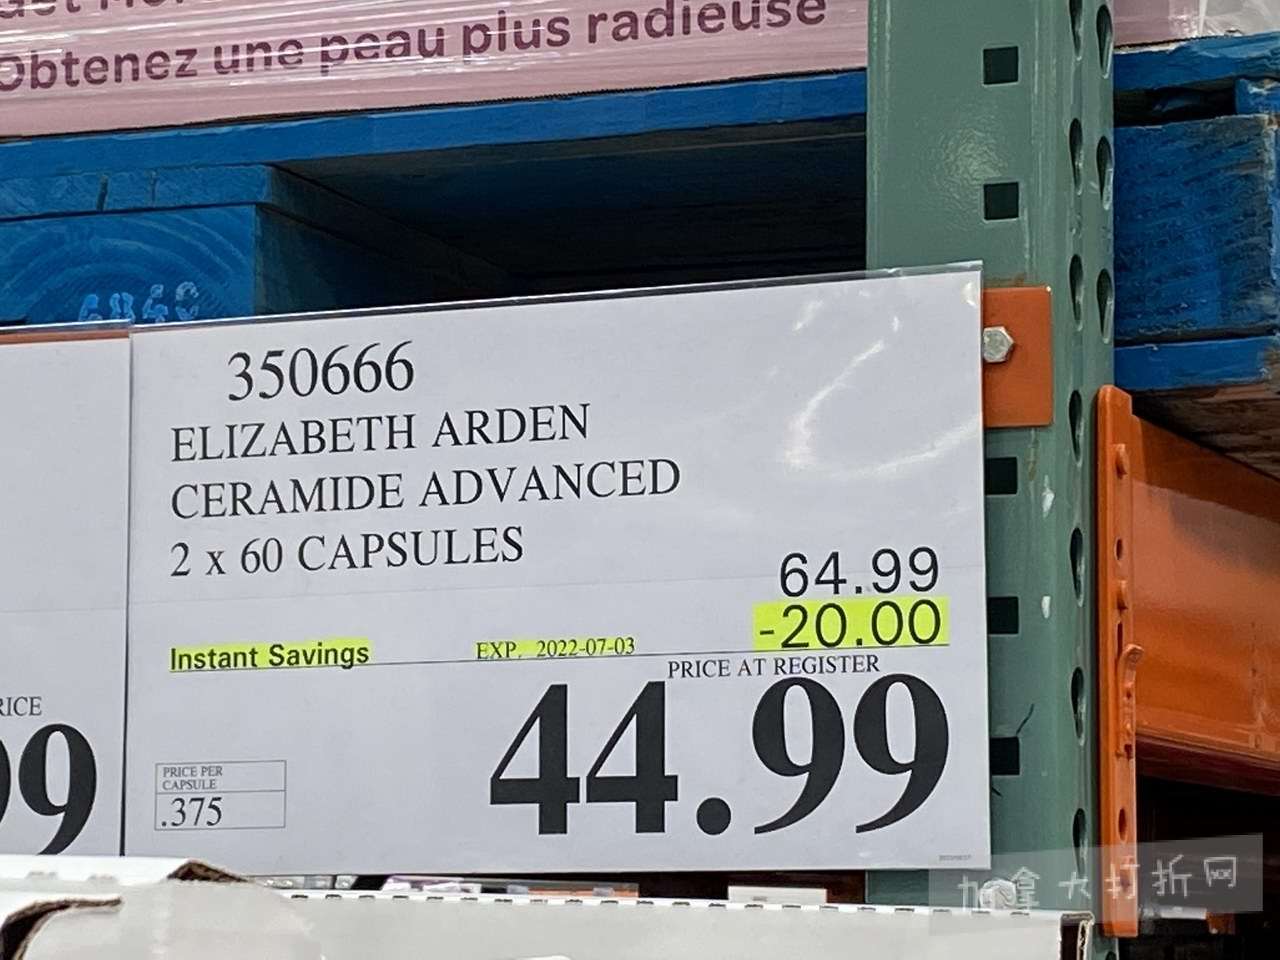 Obtenez une peau plus radieuse
350666
ELIZABETH ARDEN
CERAMIDE ADVANCED
2 x 60 CAPSULES
64.99
-20.00
Instant Savings
EXP. 2022-07-03
PRICE AT REGISTER
44.99
PRICE PER
CAPSULE
.375
加拿大打折网